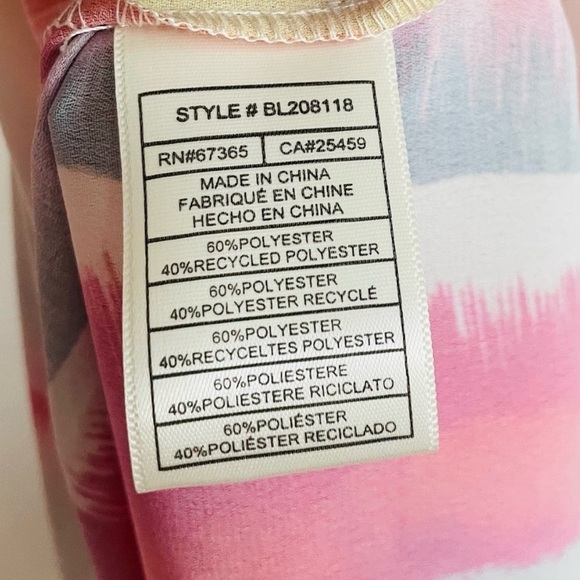 STYLE # BL208118
RN#67365 CA#25459
MADE IN CHINA
FABRIQUÉ EN CHINE
HECHO EN CHINA
60%POLYESTER
40%RECYCLED POLYESTER
60%POLYESTER
40%POLYESTER RECYCLÉ
60%POLYESTER
40%RECYCELTES POLYESTER
60%POLIESTERE
40%POLIESTERE RICICLATO
60%POLIÉSTER
40%POLIÉSTER RECICLADO